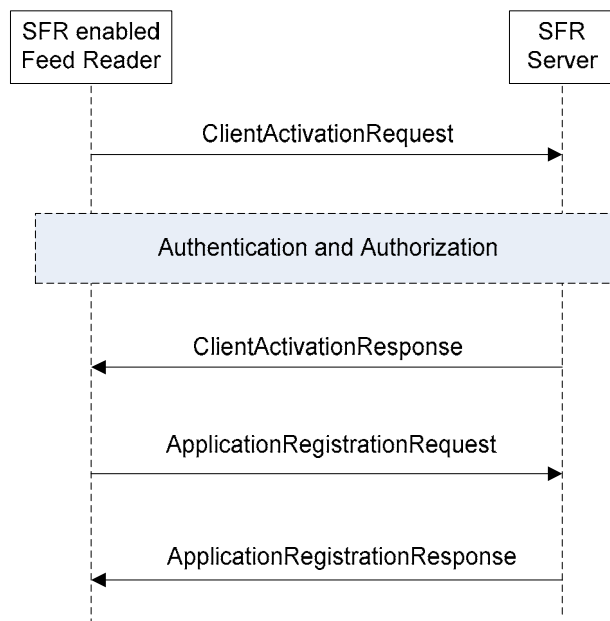 SFR enabled
Feed Reader
SFR
Server
ClientActivationRequest
Authentication and Authorization
ClientActivationResponse
ApplicationRegistrationRequest
ApplicationRegistrationResponse